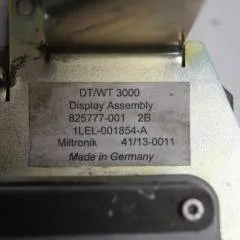 DT/WT 3000
Display Assembly
825777-001 2B
1LEL-001854-A
Miltronik 41/13-0011
Made in Germany